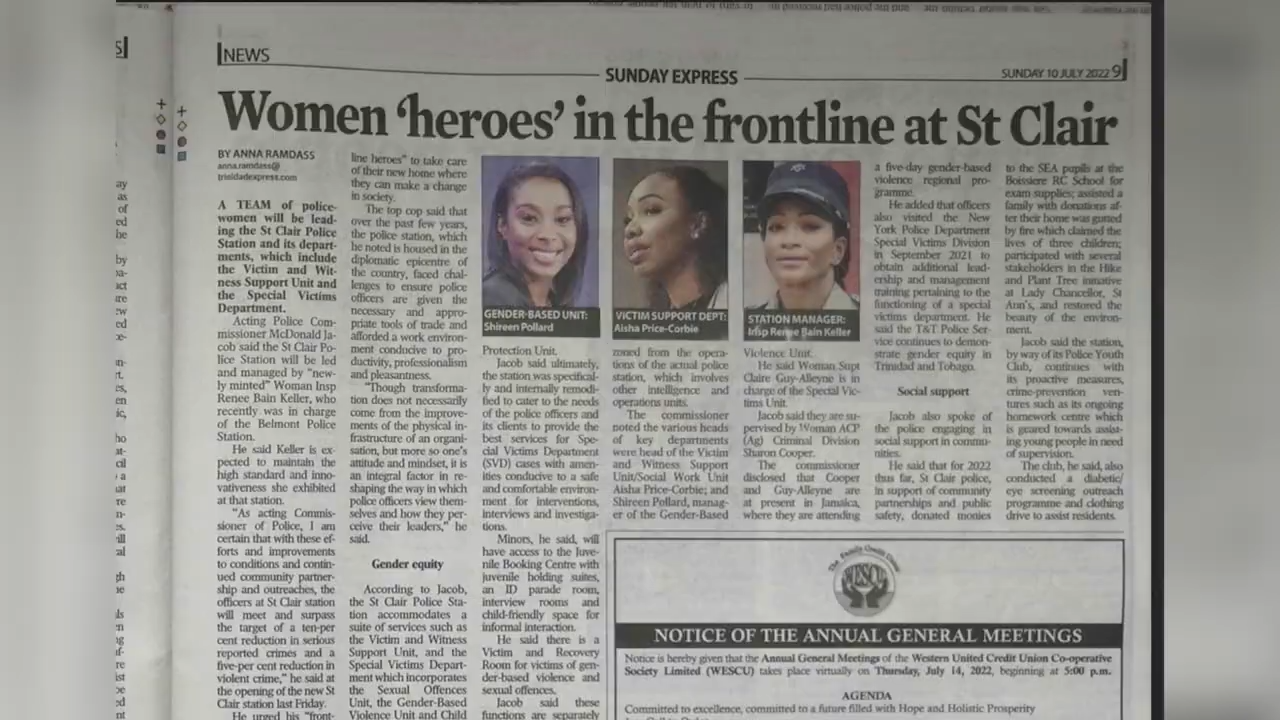 NEWS
SUNDAY EXPRESS
SUNDAY 10 JULY 2022 9
Women ‘heroes’ in the frontline at St Clair
BY ANNA RAMDASS
anna.ramdass@
trinidadexpress.com
A TEAM of police-
women will be lead-
ing the St Clair Police
Station and its depart-
ments, which include
the Victim and Wit-
ness Support Unit and
the Special Victims
Department.
Acting Police Com-
missioner McDonald Ja-
cob said the St Clair Po-
lice Station will be led
and managed by “new-
ly minted” Woman Insp
Renee Bain Keller, who
recently was in charge
of the Belmont Police
Station.
He said Keller is ex-
pected to maintain the
high standard and inno-
vativeness she exhibited
at that station.
“As acting Commis-
sioner of Police, I am
certain that with these ef-
forts and improvements
to conditions and contin-
ued community partner-
ship and outreaches, the
officers at St Clair station
will meet and surpass
the target of a ten-per
cent reduction in serious
reported crimes and a
five-per cent reduction in
violent crime,” he said at
the opening of the new St
Clair station last Friday.
He urged his “front-
line heroes” to take care
of their new home where
they can make a change
in society.
The top cop said that
over the past few years,
the police station, which
he noted is housed in the
diplomatic epicentre of
the country, faced chal-
lenges to ensure police
officers are given the
necessary and appro-
priate tools of trade and
afforded a work environ-
ment conducive to pro-
ductivity, professionalism
and pleasantness.
“Though transforma-
tion does not necessarily
come from the improve-
ments of the physical in-
frastructure of an organi-
sation, but more so one’s
attitude and mindset, it is
an integral factor in re-
shaping the way in which
police officers view them-
selves and how they per-
ceive their leaders,” he
said.
Gender equity
According to Jacob,
the St Clair Police Sta-
tion accommodates a
suite of services such as
the Victim and Witness
Support Unit, and the
Special Victims Depart-
ment which incorporates
the Sexual Offences
Unit, the Gender-Based
Violence Unit and Child
GENDER-BASED UNIT:
Shireen Pollard
VICTIM SUPPORT DEPT:
Aisha Price-Corbie
STATION MANAGER:
Insp Renee Bain Keller
Protection Unit.
Jacob said ultimately,
the station was specifical-
ly and internally remodi-
fied to cater to the needs
of the police officers and
its clients to provide the
best services for Spe-
cial Victims Department
(SVD) cases with amen-
ities conducive to a safe
and comfortable environ-
ment for interventions,
interviews and investiga-
tions.
Minors, he said, will
have access to the Juve-
nile Booking Centre with
juvenile holding suites,
an ID parade room,
interview rooms and
child-friendly space for
informal interaction.
He said there is a
Victim and Recovery
Room for victims of gen-
der-based violence and
sexual offences.
Jacob said these
functions are separately
zoned from the opera-
tions of the actual police
station, which involves
other intelligence and
operations units.
The commissioner
noted the various heads
of key departments
were head of the Victim
and Witness Support
Unit/Social Work Unit
Aisha Price-Corbie; and
Shireen Pollard, manag-
er of the Gender-Based
Violence Unit.
He said Woman Supt
Claire Guy-Alleyne is in
charge of the Special Vic-
tims Unit.
Jacob said they are su-
pervised by Woman ACP
(Ag) Criminal Division
Sharon Cooper.
The commissioner
disclosed that Cooper
and Guy-Alleyne are
at present in Jamaica,
where they are attending
a five-day gender-based
violence regional pro-
gramme.
He added that officers
also visited the New
York Police Department
Special Victims Division
in September 2021 to
obtain additional lead-
ership and management
training pertaining to the
functioning of a special
victims department. He
said the T&T Police Ser-
vice continues to demon-
strate gender equity in
Trinidad and Tobago.
Social support
Jacob also spoke of
the police engaging in
social support in commu-
nities.
He said that for 2022
thus far, St Clair police,
in support of community
partnerships and public
safety, donated monies
to the SEA pupils at the
Boissiere RC School for
exam supplies; assisted a
family with donations af-
ter their home was gutted
by fire which claimed the
lives of three children;
participated with several
stakeholders in the Hike
and Plant Tree initiative
at Lady Chancellor, St
Ann’s, and restored the
beauty of the environ-
ment.
Jacob said the station,
by way of its Police Youth
Club, continues with
its proactive measures,
crime-prevention ven-
tures such as its ongoing
homework centre which
is geared towards assist-
ing young people in need
of supervision.
The club, he said, also
conducted a diabetic/
eye screening outreach
programme and clothing
drive to assist residents.
The Family Credit Union
WESCU
NOTICE OF THE ANNUAL GENERAL MEETINGS
Notice is hereby given that the Annual General Meetings of the Western United Credit Union Co-operative
Society Limited (WESCU) takes place virtually on Thursday, July 14, 2022, beginning at 5:00 p.m.
AGENDA
Committed to excellence, committed to a future filled with Hope and Holistic Prosperity